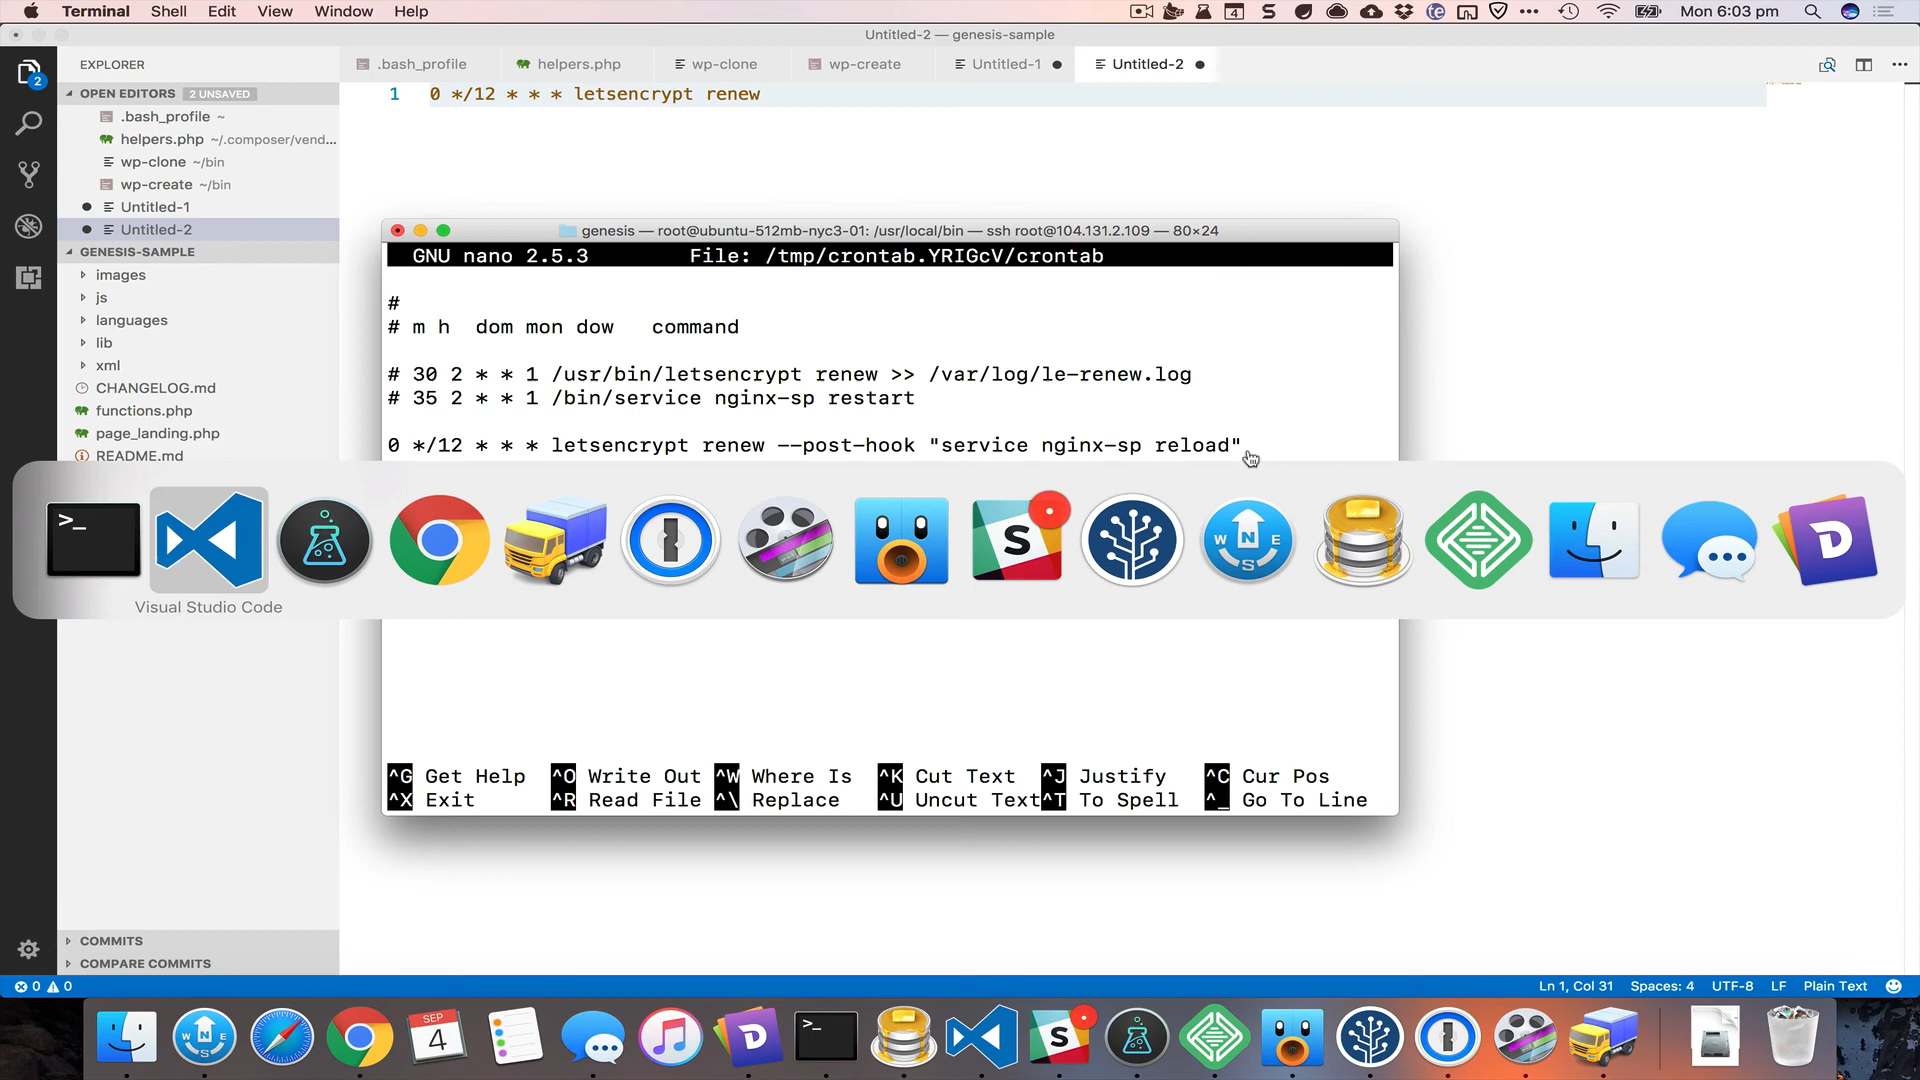 Terminal Shell Edit View Window Help
4
Mon 6:03 pm
Untitled-2 — genesis-sample
EXPLORER
.bash_profile
helpers.php
wp-clone
wp-create
Untitled-1
Untitled-2
2
OPEN EDITORS 2 UNSAVED
1 0 */12 * * * letsencrypt renew
.bash_profile ~
helpers.php ~/.composer/vend...
wp-clone ~/bin
wp-create ~/bin
Untitled-1
Untitled-2
GENESIS-SAMPLE
images
js
languages
lib
xml
CHANGELOG.md
functions.php
page_landing.php
README.md
genesis — root@ubuntu-512mb-nyc3-01: /usr/local/bin — ssh root@104.131.2.109 — 80×24
GNU nano 2.5.3 File: /tmp/crontab.YRIGcV/crontab
#
# m h  dom mon dow   command
# 30 2 * * 1 /usr/bin/letsencrypt renew >> /var/log/le-renew.log
# 35 2 * * 1 /bin/service nginx-sp restart
0 */12 * * * letsencrypt renew --post-hook "service nginx-sp reload"
>_
S
W N E S
D
Visual Studio Code
^G Get Help ^O Write Out ^W Where Is ^K Cut Text ^J Justify ^C Cur Pos
^X Exit ^R Read File ^\ Replace ^U Uncut Text ^T To Spell ^_ Go To Line
COMMITS
COMPARE COMMITS
0 0
Ln 1, Col 31 Spaces: 4 UTF-8 LF Plain Text
W N E S
SEP
4
D
>_
S